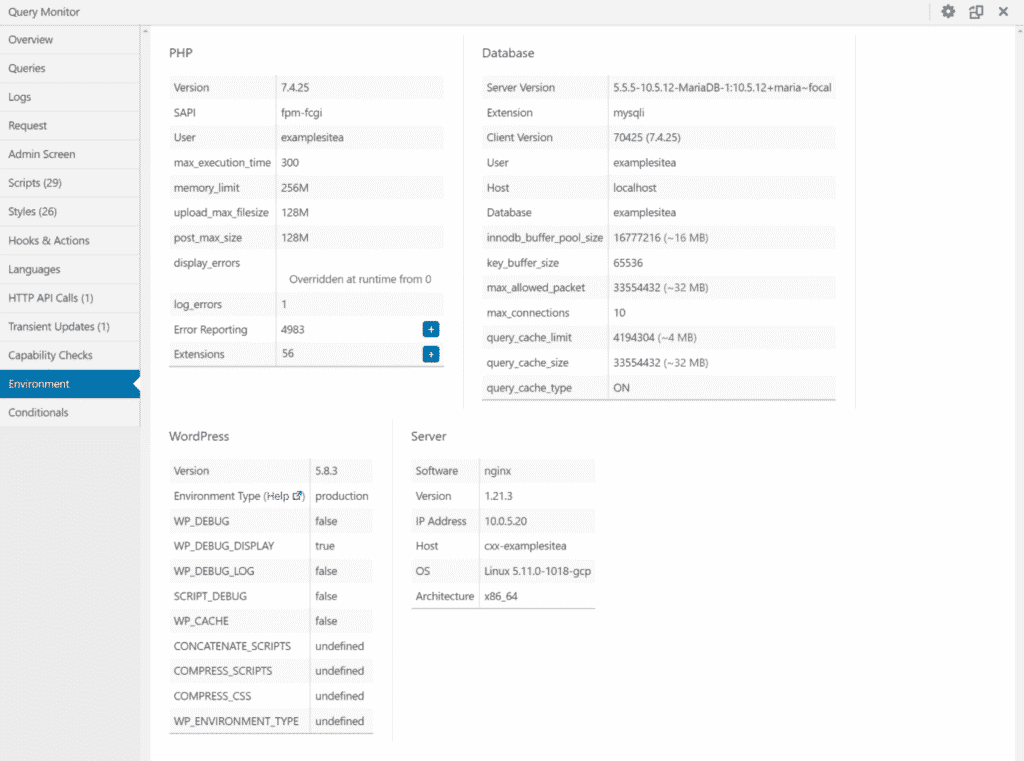 Query Monitor
Overview
Queries
Logs
Request
Admin Screen
Scripts (29)
Styles (26)
Hooks & Actions
Languages
HTTP API Calls (1)
Transient Updates (1)
Capability Checks
Environment
Conditionals
PHP
Version 7.4.25
SAPI fpm-fcgi
User examplesitea
max_execution_time 300
memory_limit 256M
upload_max_filesize 128M
post_max_size 128M
display_errors
Overridden at runtime from 0
log_errors 1
Error Reporting 4983 +
Extensions 56 +
Database
Server Version 5.5.5-10.5.12-MariaDB-1:10.5.12+maria~focal
Extension mysqli
Client Version 70425 (7.4.25)
User examplesitea
Host localhost
Database examplesitea
innodb_buffer_pool_size 16777216 (~16 MB)
key_buffer_size 65536
max_allowed_packet 33554432 (~32 MB)
max_connections 10
query_cache_limit 4194304 (~4 MB)
query_cache_size 33554432 (~32 MB)
query_cache_type ON
WordPress
Version 5.8.3
Environment Type (Help) production
WP_DEBUG false
WP_DEBUG_DISPLAY true
WP_DEBUG_LOG false
SCRIPT_DEBUG false
WP_CACHE false
CONCATENATE_SCRIPTS undefined
COMPRESS_SCRIPTS undefined
COMPRESS_CSS undefined
WP_ENVIRONMENT_TYPE undefined
Server
Software nginx
Version 1.21.3
IP Address 10.0.5.20
Host cxx-examplesitea
OS Linux 5.11.0-1018-gcp
Architecture x86_64